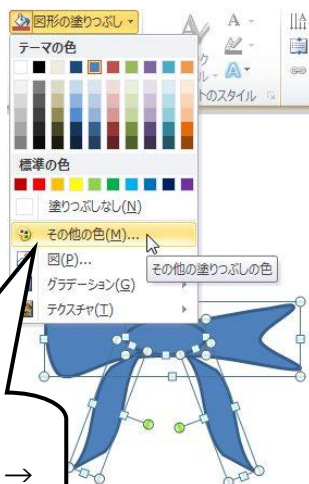 図形の塗りつぶし
A
テーマの色
A
トのスタイル
標準の色
塗りつぶしなし(N)
その他の色(M)...
図(P)...
その他の塗りつぶしの色
グラデーション(G)
テクスチャ(T)
→